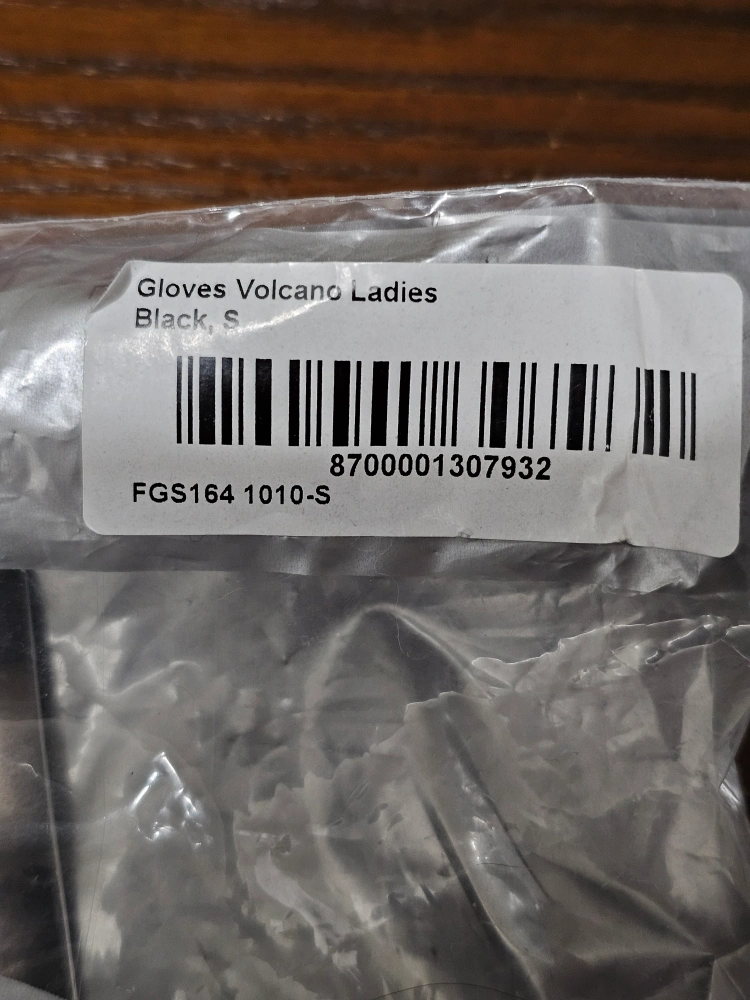 Gloves Volcano Ladies
Black, S
8700001307932
FGS164 1010-S